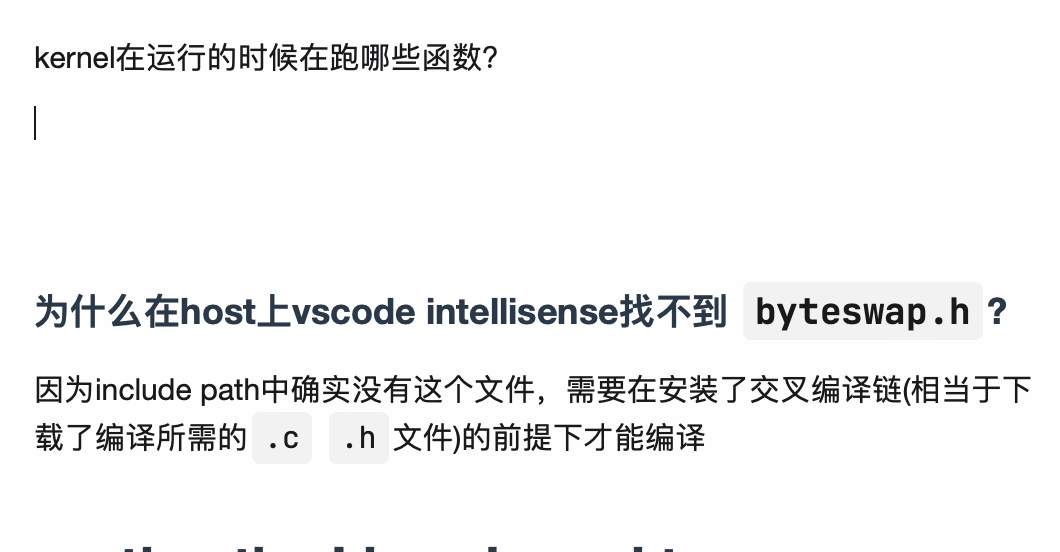 kernel在运行的时候在跑哪些函数？
为什么在host上vscode intellisense找不到 byteswap.h ?
因为include path中确实没有这个文件，需要在安装了交叉编译链(相当于下
载了编译所需的 .c .h 文件)的前提下才能编译